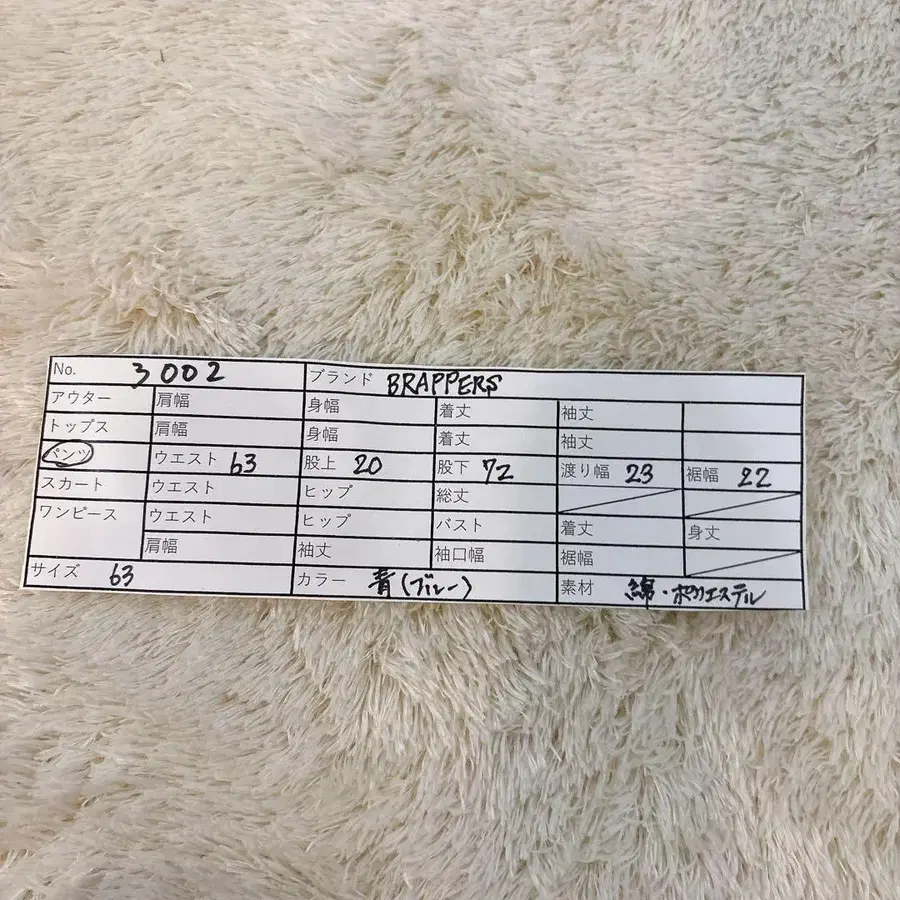 No. 3002 ブランド BRAPPERS
アウター 肩幅 身幅 着丈 袖丈
トップス 肩幅 身幅 着丈 袖丈
パンツ ウエスト 63 股上 20 股下 72 渡り幅 23 裾幅 22
スカート ウエスト ヒップ 総丈
ワンピース ウエスト ヒップ バスト 着丈 身丈
肩幅 袖丈 袖口幅 裾幅
サイズ 63 カラー 青(ブルー) 素材 綿・ポリエステル